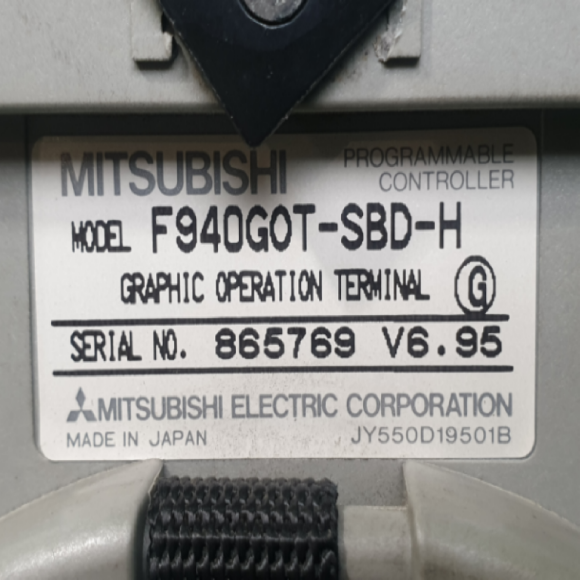 MITSUBISHI PROGRAMMABLE
CONTROLLER
MODEL F940GOT-SBD-H
GRAPHIC OPERATION TERMINAL G
SERIAL NO. 865769 V6.95
MITSUBISHI ELECTRIC CORPORATION
MADE IN JAPAN JY550D19501B